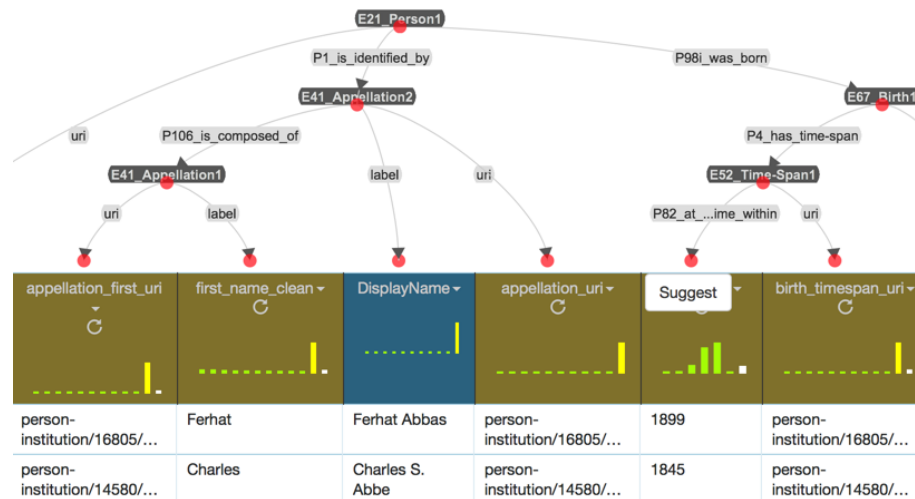 E21_Person1
P1_is_identified_by
P98i_was_born
E41_Appellation2
E67_Birth1
uri
P106_is_composed_of
P4_has_time-span
E41_Appellation1
label
uri
E52_Time-Span1
uri
label
P82_at_...ime_within
uri
appellation_first_uri
first_name_clean
DisplayName
appellation_uri
Suggest
birth_timespan_uri
person-
institution/16805/...
Ferhat
Ferhat Abbas
person-
institution/16805/...
1899
person-
institution/16805/...
person-
institution/14580/...
Charles
Charles S.
Abbe
person-
institution/14580/...
1845
person-
institution/14580/...